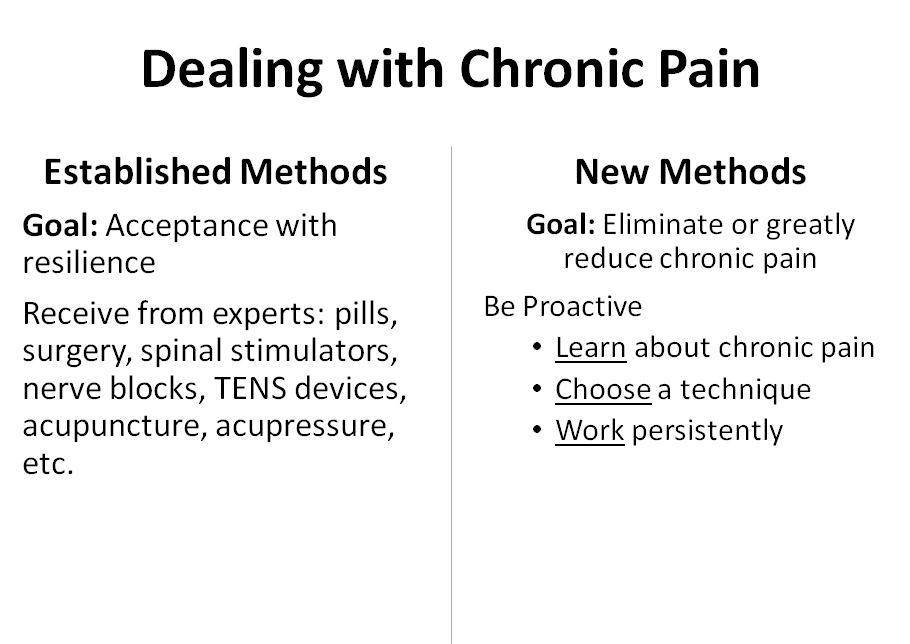 Dealing with Chronic Pain
Established Methods
Goal: Acceptance with
resilience
Receive from experts: pills,
surgery, spinal stimulators,
nerve blocks, TENS devices,
acupuncture, acupressure,
etc.
New Methods
Goal: Eliminate or greatly
reduce chronic pain
Be Proactive
• Learn about chronic pain
• Choose a technique
• Work persistently